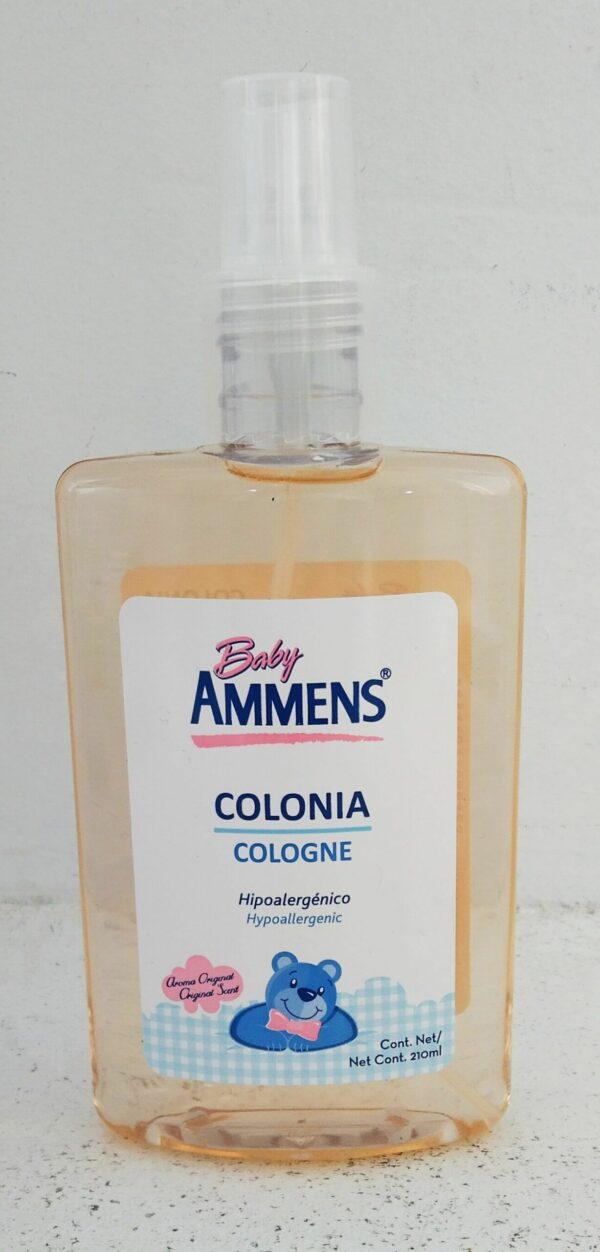 Baby
AMMENS®
COLONIA
COLOGNE
Hipoalergénico
Hypoallergenic
Aroma Original
Original Scent
Cont. Net/
Net Cont. 210ml